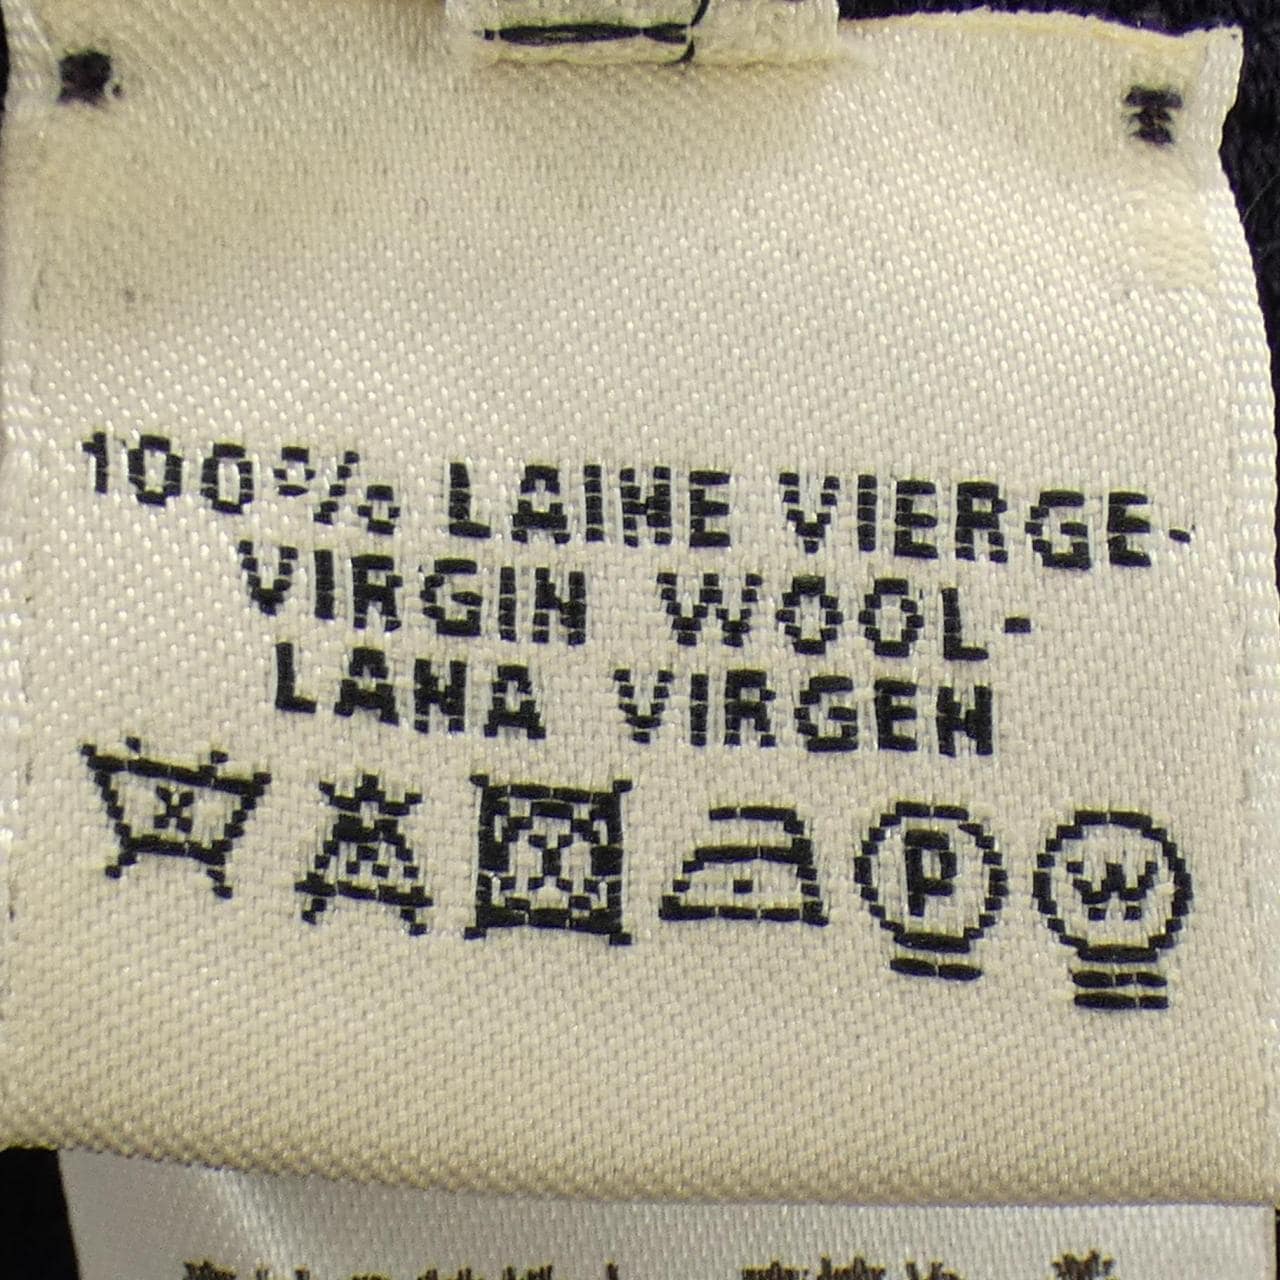 100% LAINE VIERGE-
VIRGIN WOOL-
LANA VIRGEN
P W